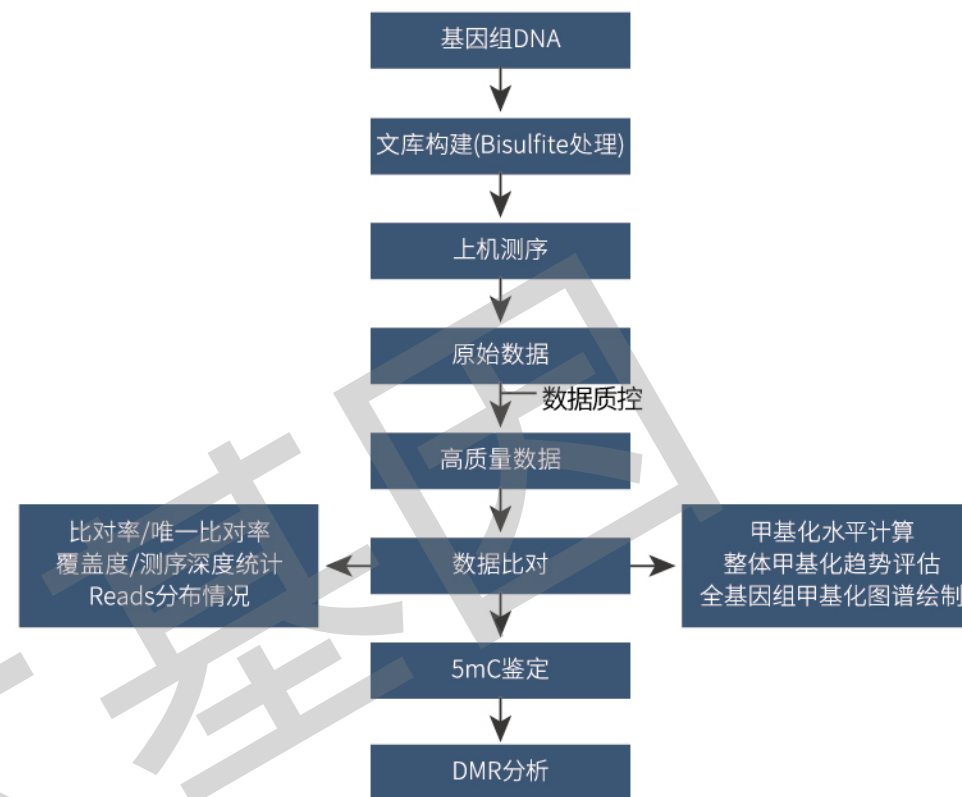 基因组DNA
文库构建(Bisulfite处理)
上机测序
原始数据
数据质控
高质量数据
比对率/唯一比对率
覆盖度/测序深度统计
Reads分布情况
数据比对
甲基化水平计算
整体甲基化趋势评估
全基因组甲基化图谱绘制
5mC鉴定
DMR分析
基因